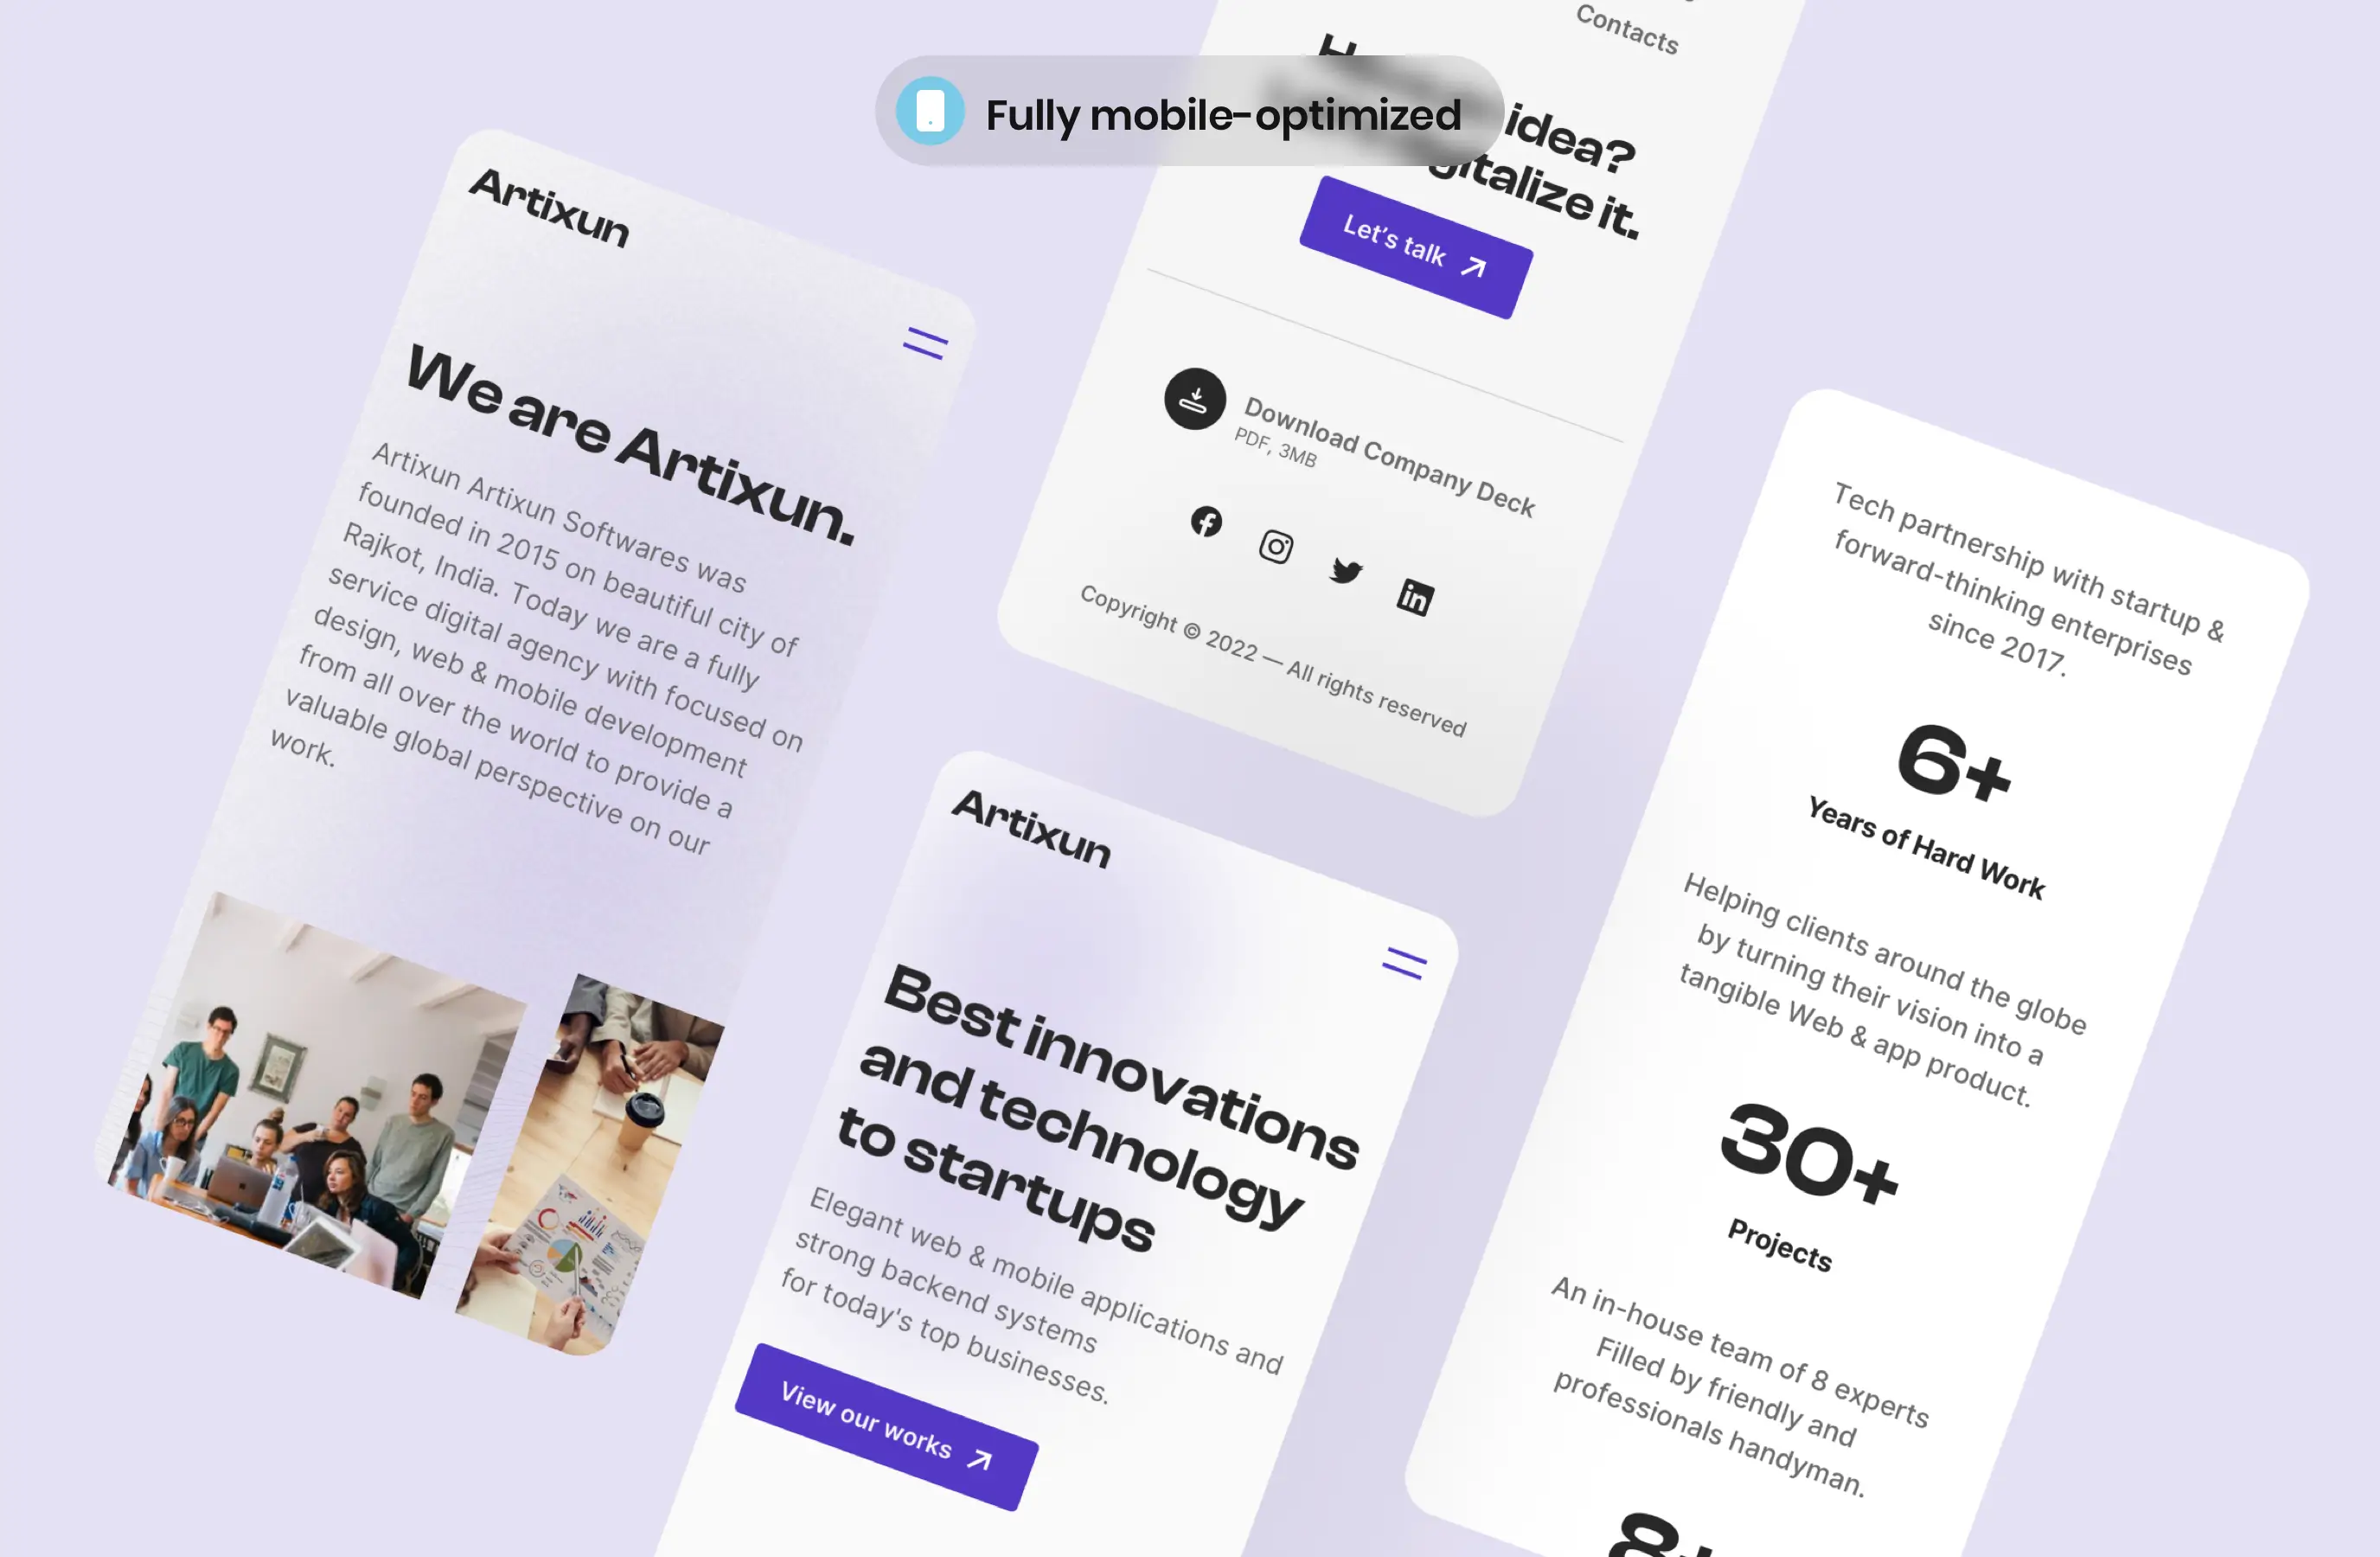 Fully mobile-optimized
Artixun
We are Artixun.
Artixun Artixun Softwares was
founded in 2015 on beautiful city of
Rajkot, India. Today we are a fully
service digital agency with focused on
design, web & mobile development
from all over the world to provide a
valuable global perspective on our
work.
Contacts
idea?
gitalize it.
Let's talk
Download Company Deck
PDF, 3MB
Copyright © 2022 — All rights reserved
Artixun
Best innovations
and technology
to startups
Elegant web & mobile applications and
strong backend systems
for today's top businesses.
View our works
Tech partnership with startup &
forward-thinking enterprises
since 2017.
6+
Years of Hard Work
Helping clients around the globe
by turning their vision into a
tangible Web & app product.
30+
Projects
An in-house team of 8 experts
Filled by friendly and
professionals handyman.
8+